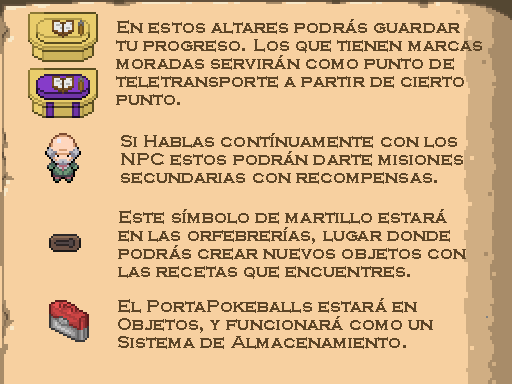 En estos altares podrás guardar
tu progreso. Los que tienen marcas
moradas servirán como punto de
teletransporte a partir de cierto
punto.
Si Hablas contínuamente con los
NPC estos podrán darte misiones
secundarias con recompensas.
Este símbolo de martillo estará
en las orfebrerías, lugar donde
podrás crear nuevos objetos con
las recetas que encuentres.
El PortaPokeballs estará en
Objetos, y funcionará como un
Sistema de Almacenamiento.